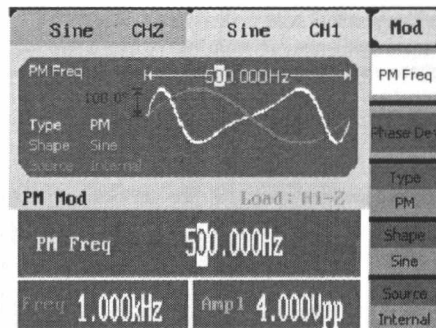 Sine CH2 Sine CH1 Mod
PM Freq 500.000Hz PM Freq
100.0°
Type PM Phase Dev
Shape Sine
Source Internal Type
PM
PM Mod Load: Hi-Z
Shape
PM Freq 500.000Hz Sine
Source
Freq 1.000kHz Ampl 4.000Vpp Internal